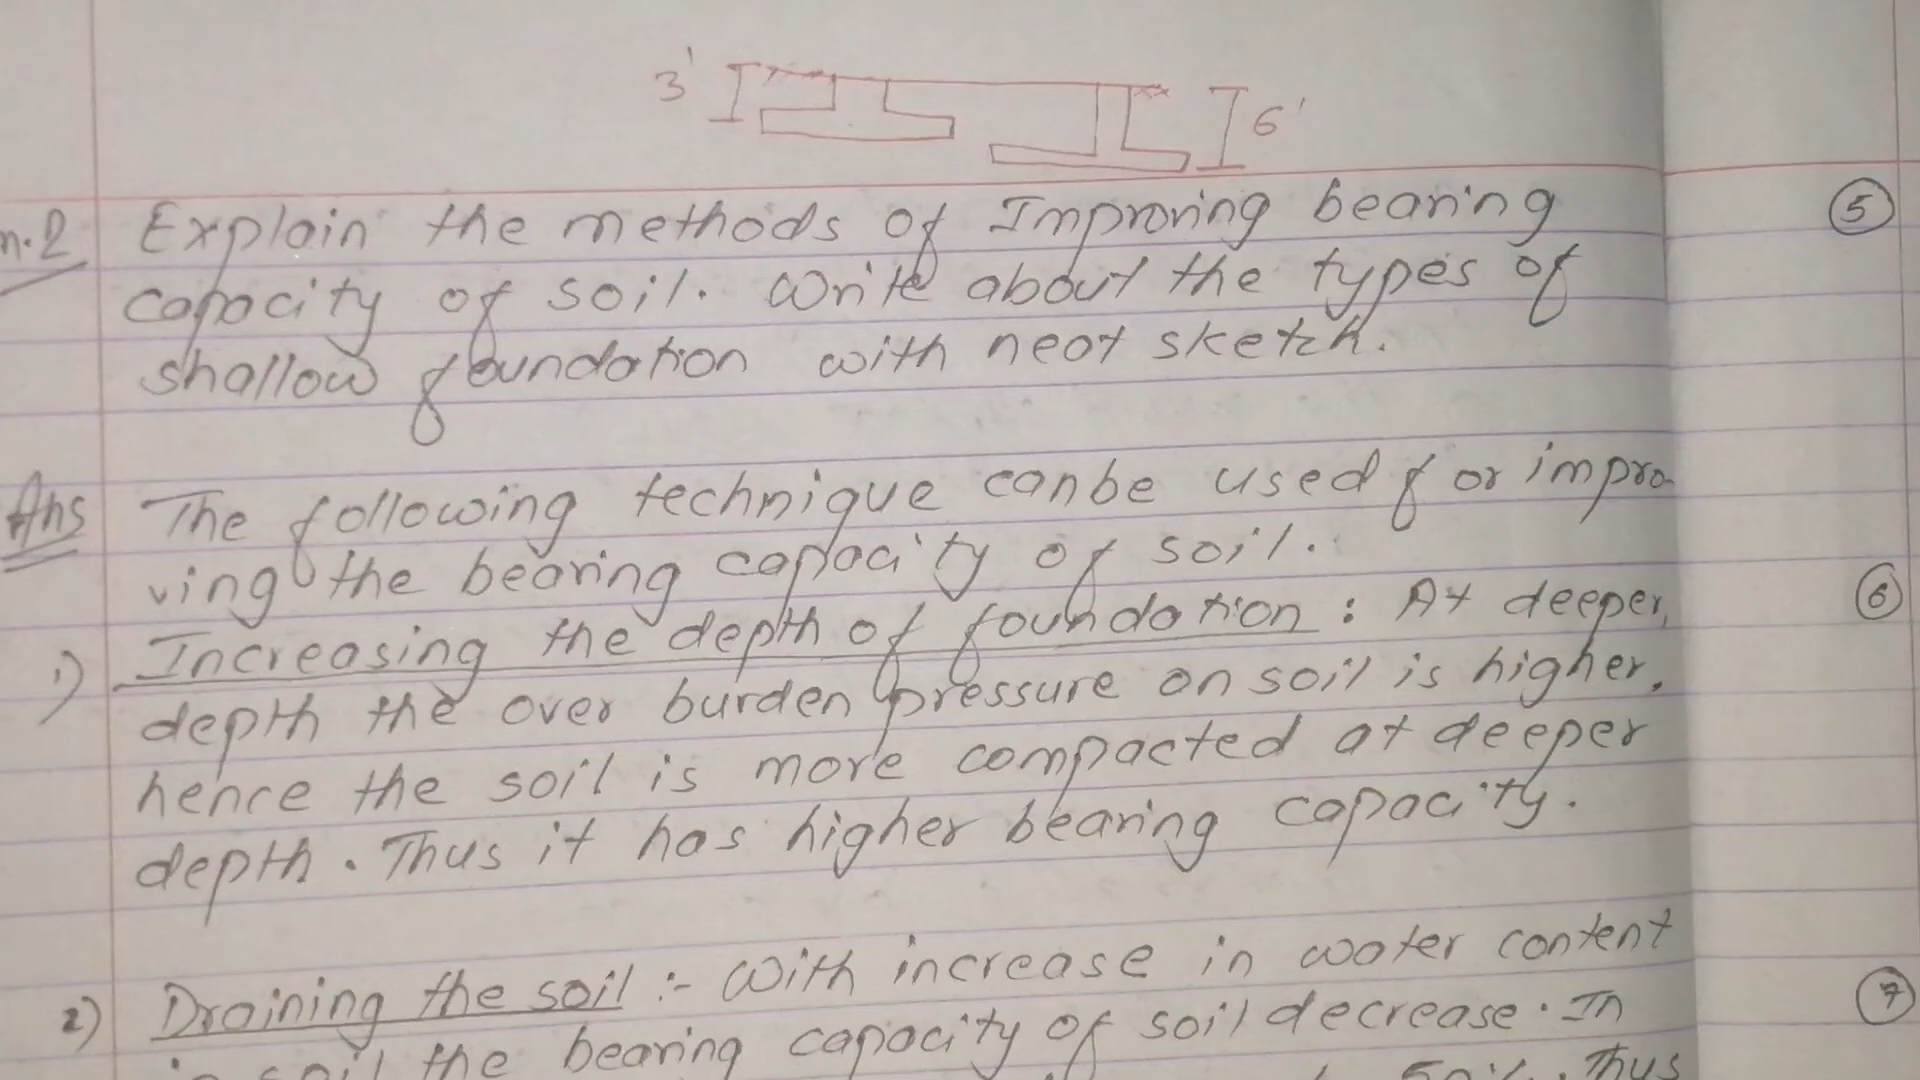 3' 6'
n.2 Explain the methods of Improving bearing 5
capacity of soil. Write about the types of
shallow foundation with neat sketch.
Ans The following technique canbe used for impro
ving the bearing capacity of soil.
1) Increasing the depth of foundation : At deeper, 6
depth the over burden pressure on soil is higher.
hence the soil is more compacted at deeper
depth. Thus it has higher bearing capacity.
2) Draining the soil :- With increase in water content 7
soil the bearing capacity of soil decrease. In
50%. Thus